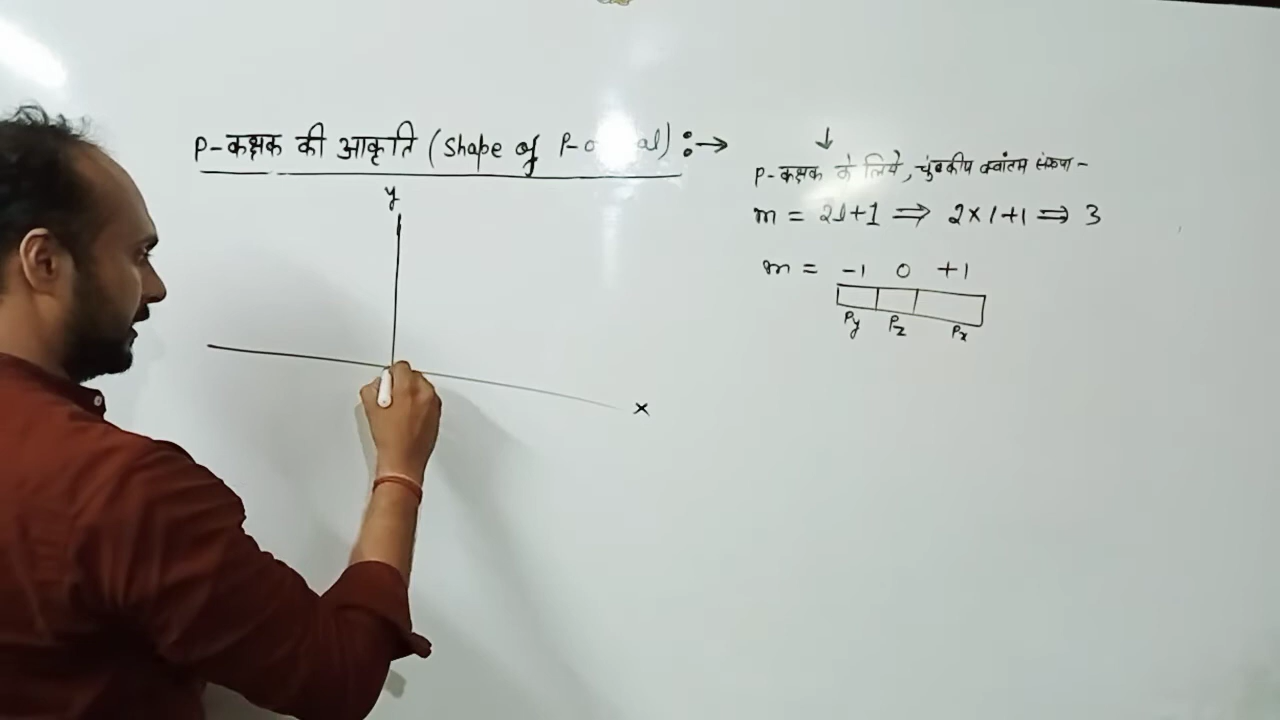 P-कक्षक की आकृति (Shape of P-o al) :→
y
x
↓
P-कक्षक के लिये, चुंबकीय क्वांटम संख्या -
m = 2l+1 ⇒ 2×1+1 ⇒ 3
m = -1 0 +1
Py Pz Px